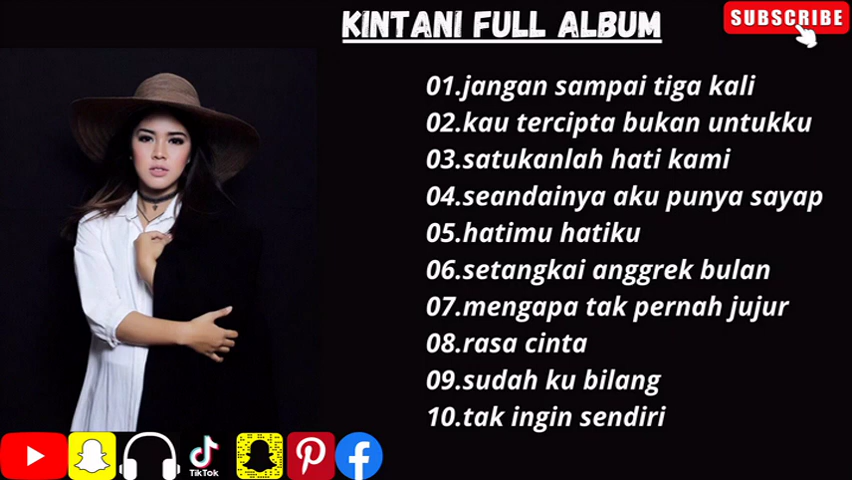 KINTANI FULL ALBUM
SUBSCRIBE
01.jangan sampai tiga kali
02.kau tercipta bukan untukku
03.satukanlah hati kami
04.seandainya aku punya sayap
05.hatimu hatiku
06.setangkai anggrek bulan
07.mengapa tak pernah jujur
08.rasa cinta
09.sudah ku bilang
10.tak ingin sendiri
TikTok